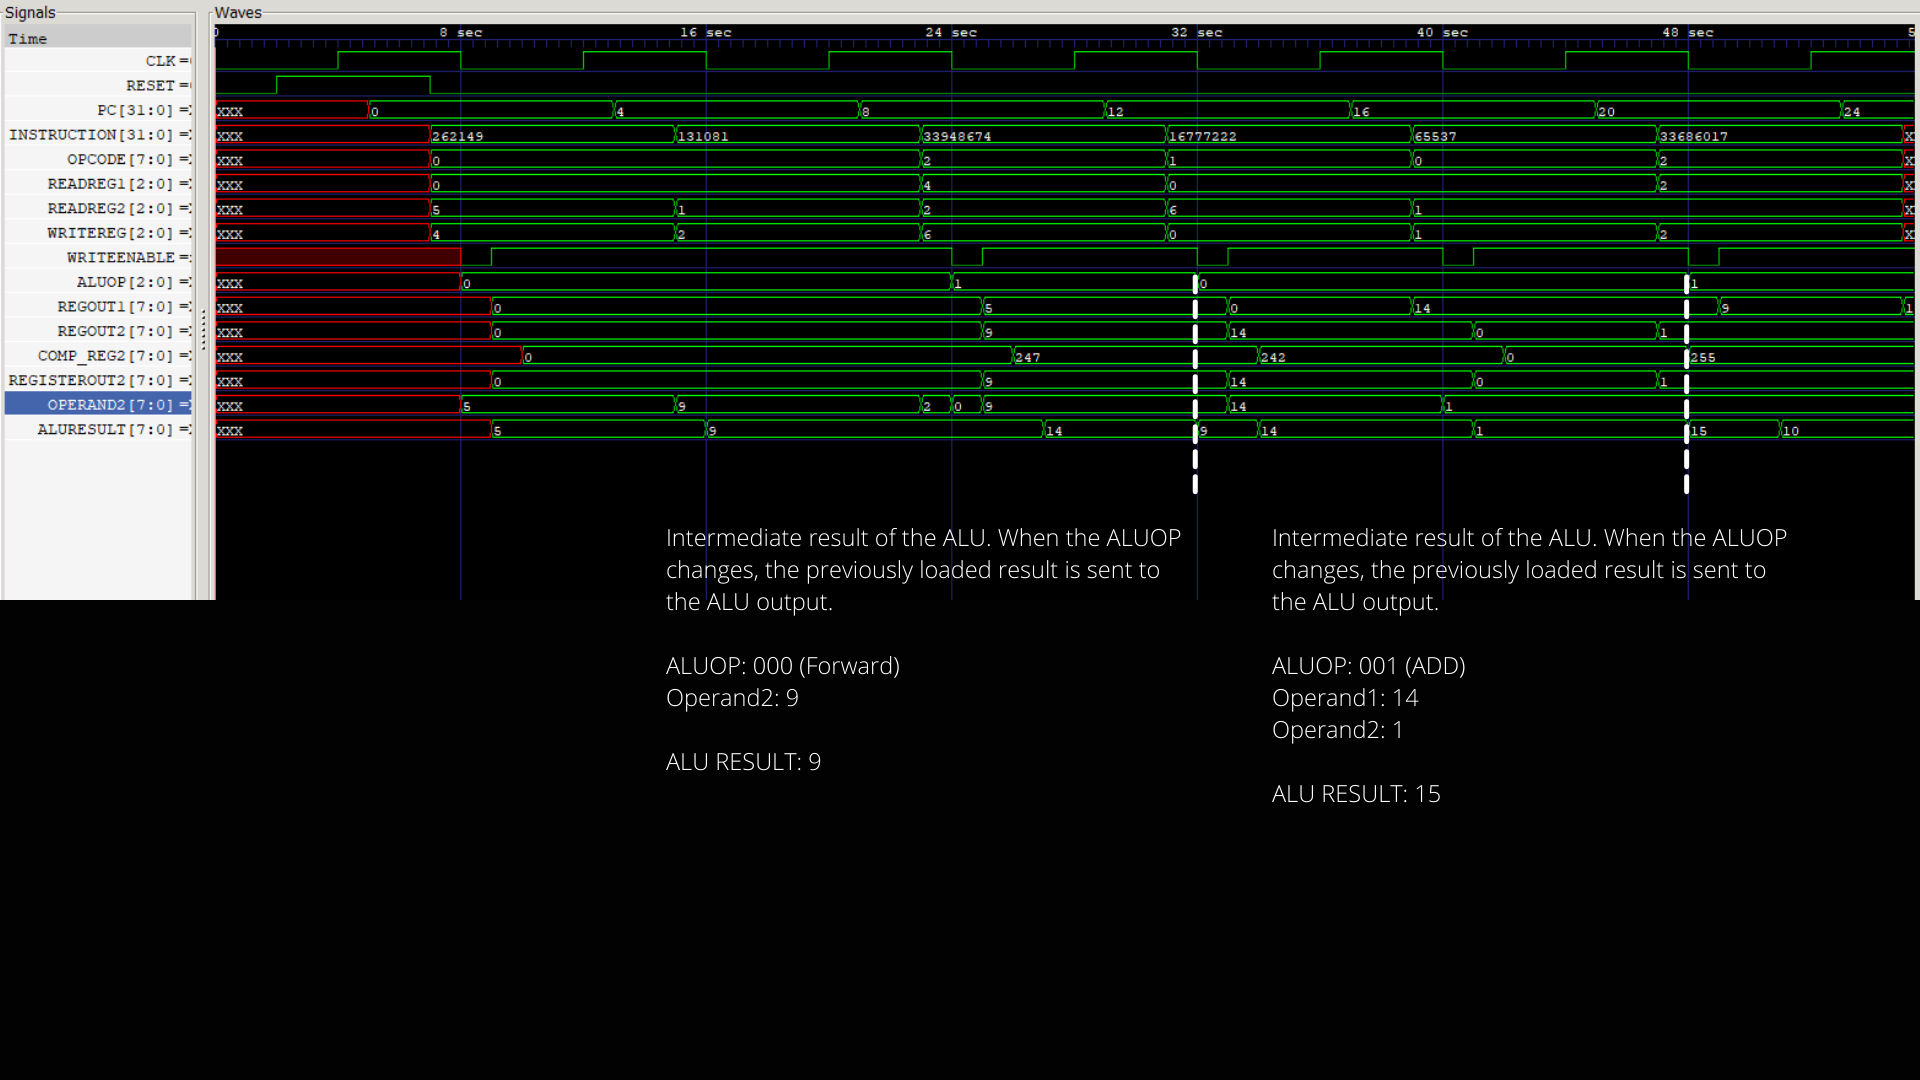 Signals Waves
Time 0 8 sec 16 sec 24 sec 32 sec 40 sec 48 sec 5
CLK =
RESET =
PC[31:0] = XXX 0 4 8 12 16 20 24
INSTRUCTION[31:0] = XXX 262149 131081 33948674 16777222 65537 33686017 X
OPCODE[7:0] = XXX 0 2 1 0 2 X
READREG1[2:0] = XXX 0 4 0 2 X
READREG2[2:0] = XXX 5 1 2 6 1 X
WRITEREG[2:0] = XXX 4 2 6 0 1 2 X
WRITEENABLE =
ALUOP[2:0] = XXX 0 1 0 1
REGOUT1[7:0] = XXX 0 5 0 14 9 1
REGOUT2[7:0] = XXX 0 9 14 0 1
COMP_REG2[7:0] = XXX 0 247 242 0 255
REGISTEROUT2[7:0] = XXX 0 9 14 0 1
OPERAND2[7:0] = XXX 5 9 2 0 9 14 1
ALURESULT[7:0] = XXX 5 9 14 9 14 1 15 10
Intermediate result of the ALU. When the ALUOP
changes, the previously loaded result is sent to
the ALU output.
ALUOP: 000 (Forward)
Operand2: 9
ALU RESULT: 9
Intermediate result of the ALU. When the ALUOP
changes, the previously loaded result is sent to
the ALU output.
ALUOP: 001 (ADD)
Operand1: 14
Operand2: 1
ALU RESULT: 15